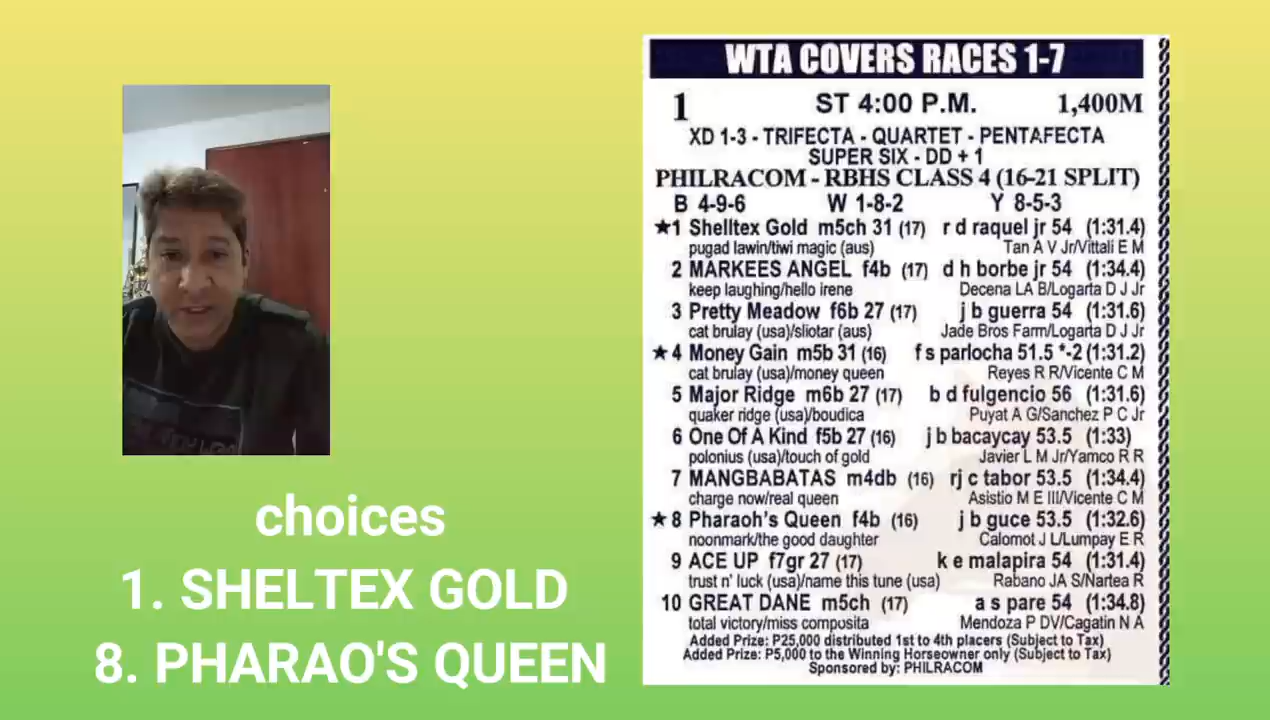 choices
1. SHELTEX GOLD
8. PHARAO'S QUEEN
WTA COVERS RACES 1-7
1 ST 4:00 P.M. 1,400M
XD 1-3 - TRIFECTA - QUARTET - PENTAFECTA
SUPER SIX - DD + 1
PHILRACOM - RBHS CLASS 4 (16-21 SPLIT)
B 4-9-6 W 1-8-2 Y 8-5-3
★1 Shelltex Gold m5ch 31 (17) r d raquel jr 54 (1:31.4)
pugad lawin/tiwi magic (aus) Tan A V Jr/Vittali E M
2 MARKEES ANGEL f4b (17) d h borbe jr 54 (1:34.4)
keep laughing/hello irene Decena LA B/Logarta D J Jr
3 Pretty Meadow f6b 27 (17) j b guerra 54 (1:31.6)
cat brulay (usa)/sliotar (aus) Jade Bros Farm/Logarta D J Jr
★4 Money Gain m5b 31 (16) f s parlocha 51.5 *-2 (1:31.2)
cat brulay (usa)/money queen Reyes R R/Vicente C M
5 Major Ridge m6b 27 (17) b d fulgencio 56 (1:31.6)
quaker ridge (usa)/boudica Puyat A G/Sanchez P C Jr
6 One Of A Kind f5b 27 (16) j b bacaycay 53.5 (1:33)
polonius (usa)/touch of gold Javier L M Jr/Yamco R R
7 MANGBABATAS m4db (16) rj c tabor 53.5 (1:34.4)
charge now/real queen Asistio M E III/Vicente C M
★8 Pharaoh's Queen f4b (16) j b guce 53.5 (1:32.6)
noonmark/the good daughter Calomot J L/Lumpay E R
9 ACE UP f7gr 27 (17) k e malapira 54 (1:31.4)
trust n' luck (usa)/name this tune (usa) Rabano JA S/Nartea R
10 GREAT DANE m5ch (17) a s pare 54 (1:34.8)
total victory/miss composita Mendoza P DV/Cagatin N A
Added Prize: P25,000 distributed 1st to 4th placers (Subject to Tax)
Added Prize: P5,000 to the Winning Horseowner only (Subject to Tax)
Sponsored by: PHILRACOM